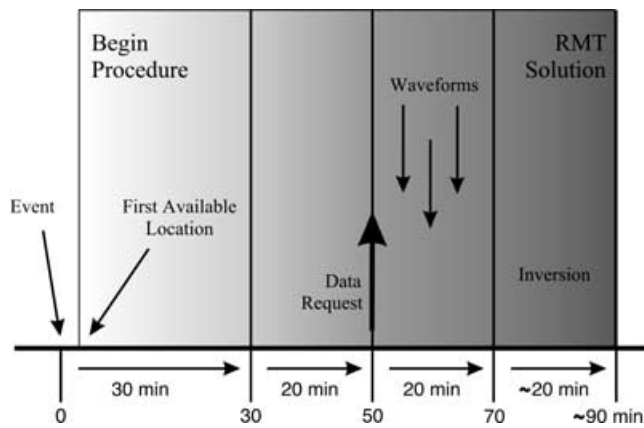 Begin
Procedure
RMT
Solution
Waveforms
Event
First Available
Location
Data
Request
Inversion
30 min
20 min
20 min
~20 min
0
30
50
70
~90 min